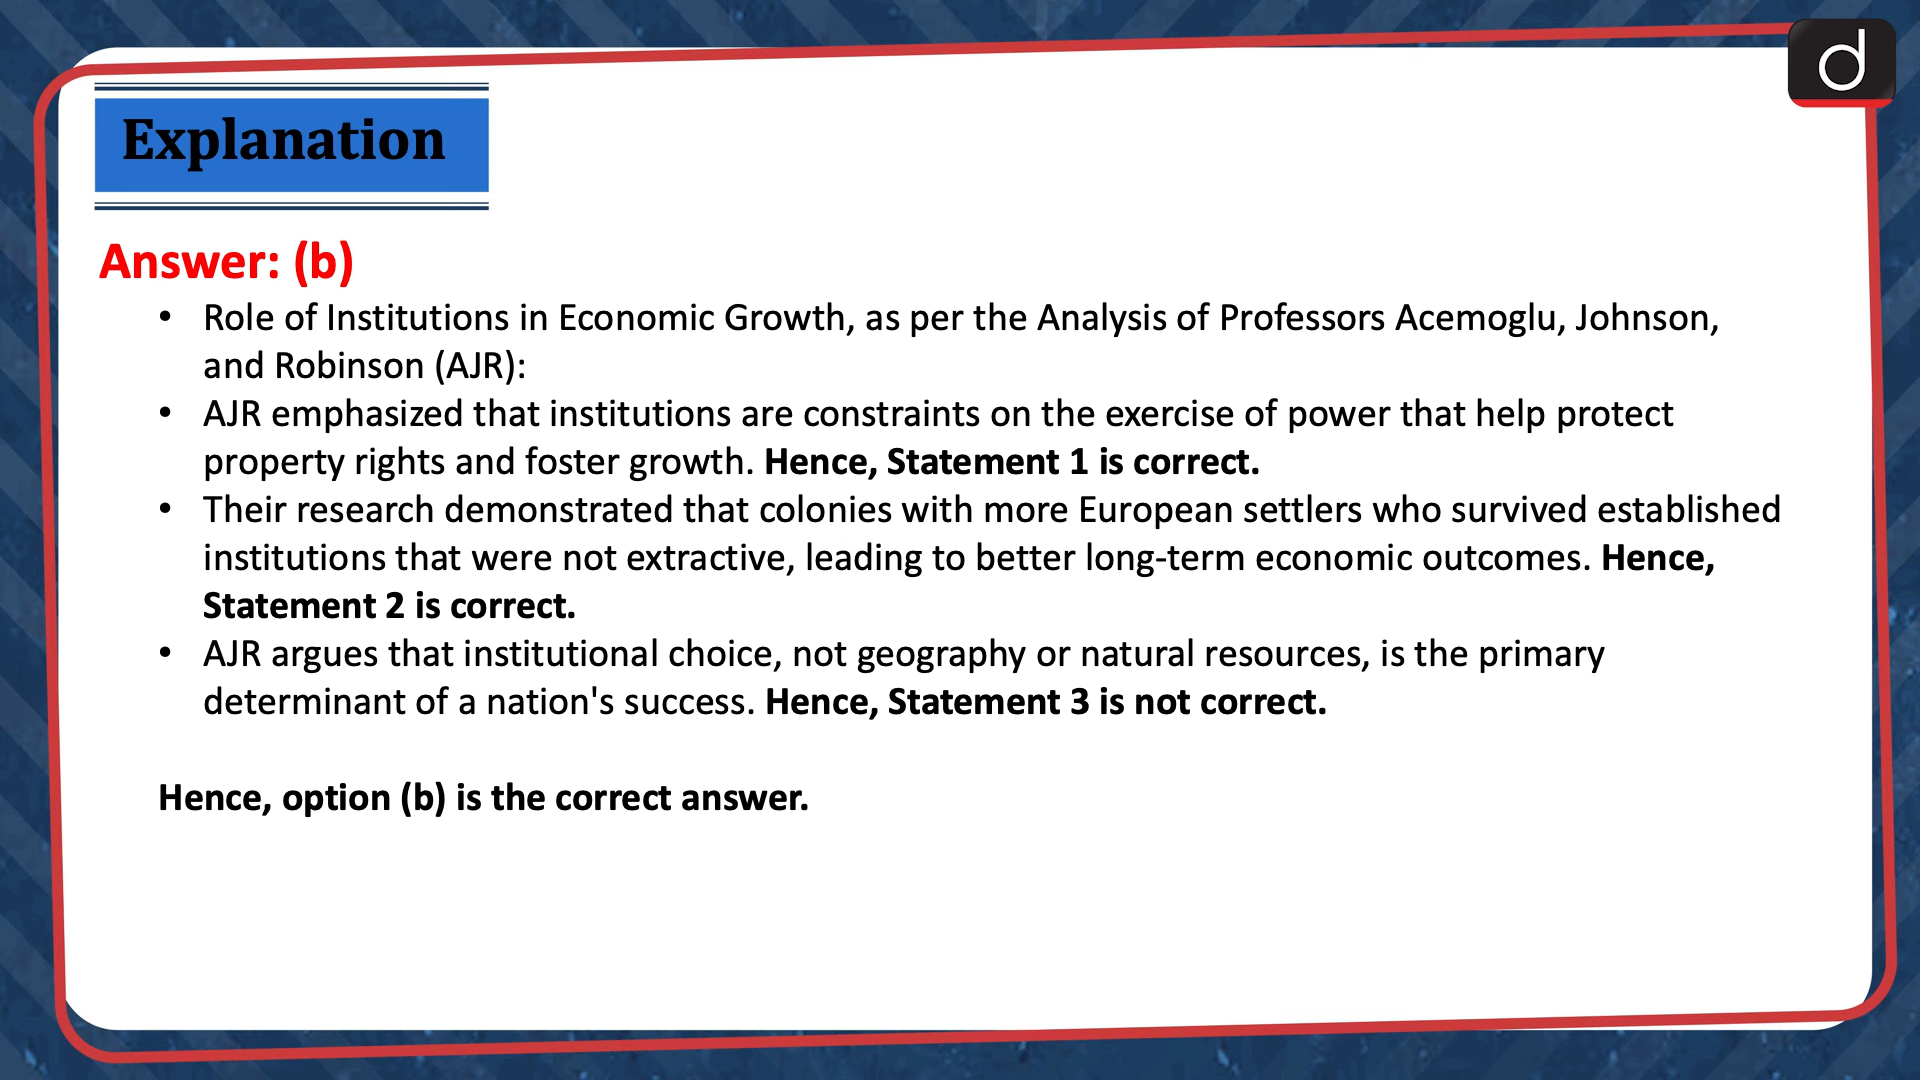 d
Explanation
Answer: (b)
• Role of Institutions in Economic Growth, as per the Analysis of Professors Acemoglu, Johnson,
and Robinson (AJR):
• AJR emphasized that institutions are constraints on the exercise of power that help protect
property rights and foster growth. Hence, Statement 1 is correct.
• Their research demonstrated that colonies with more European settlers who survived established
institutions that were not extractive, leading to better long-term economic outcomes. Hence,
Statement 2 is correct.
• AJR argues that institutional choice, not geography or natural resources, is the primary
determinant of a nation's success. Hence, Statement 3 is not correct.
Hence, option (b) is the correct answer.